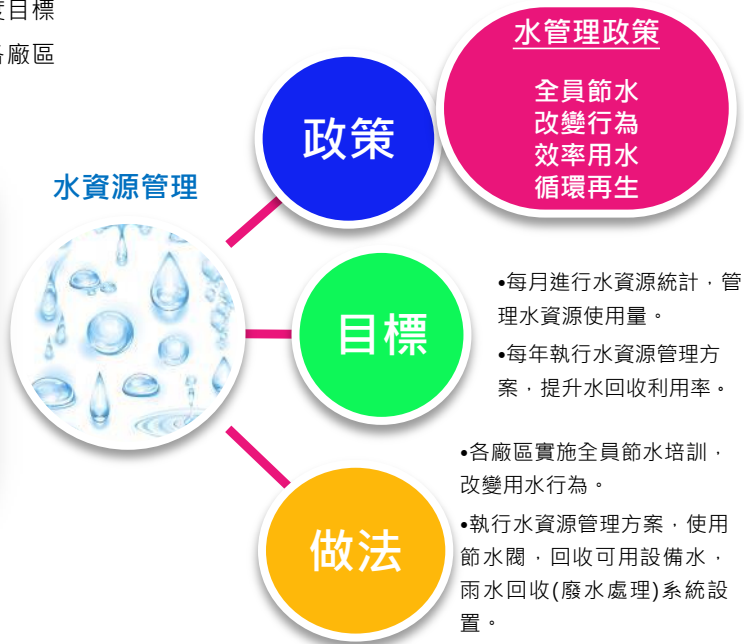 度目標
各廠區
水管理政策
全員節水
改變行為
效率用水
循環再生
政策
水資源管理
目標
•每月進行水資源統計，管
理水資源使用量。
•每年執行水資源管理方
案，提升水回收利用率。
做法
•各廠區實施全員節水培訓，
改變用水行為。
•執行水資源管理方案，使用
節水閥，回收可用設備水，
雨水回收(廢水處理)系統設
置。